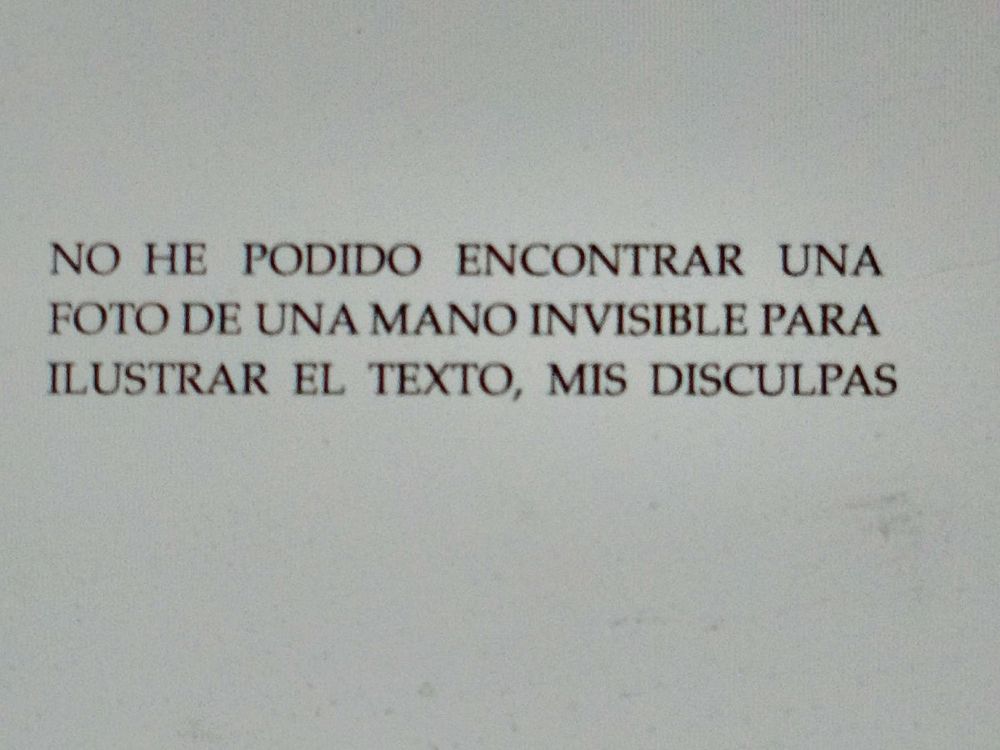 NO HE PODIDO ENCONTRAR UNA
FOTO DE UNA MANO INVISIBLE PARA
ILUSTRAR EL TEXTO, MIS DISCULPAS